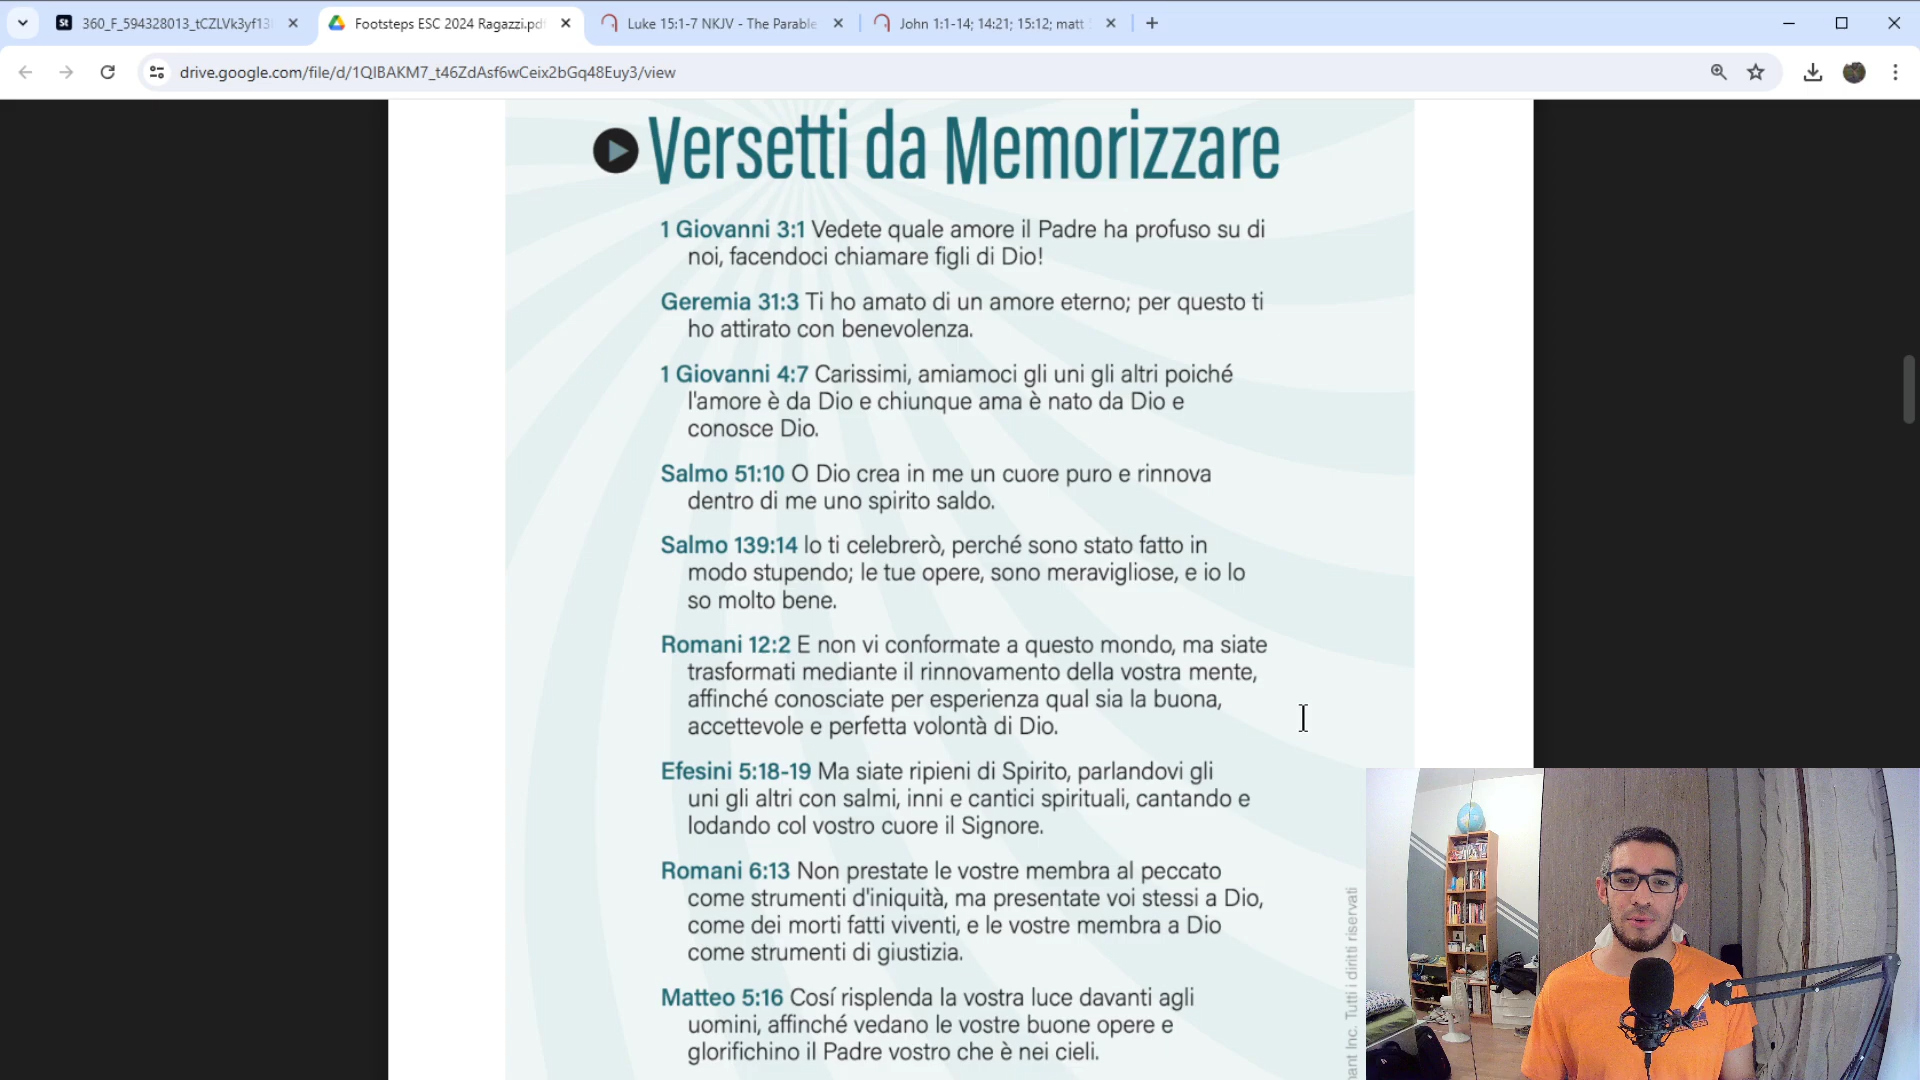 360_F_594328013_tCZLVk3yf13
Footsteps ESC 2024 Ragazzi.pd
Luke 15:1-7 NKJV - The Parable
John 1:1-14; 14:21; 15:12; matt
drive.google.com/file/d/1QIBAKM7_t46ZdAsf6wCeix2bGq48Euy3/view
Versetti da Memorizzare
1 Giovanni 3:1 Vedete quale amore il Padre ha profuso su di
noi, facendoci chiamare figli di Dio!
Geremia 31:3 Ti ho amato di un amore eterno; per questo ti
ho attirato con benevolenza.
1 Giovanni 4:7 Carissimi, amiamoci gli uni gli altri poiché
l'amore è da Dio e chiunque ama è nato da Dio e
conosce Dio.
Salmo 51:10 O Dio crea in me un cuore puro e rinnova
dentro di me uno spirito saldo.
Salmo 139:14 Io ti celebrerò, perché sono stato fatto in
modo stupendo; le tue opere, sono meravigliose, e io lo
so molto bene.
Romani 12:2 E non vi conformate a questo mondo, ma siate
trasformati mediante il rinnovamento della vostra mente,
affinché conosciate per esperienza qual sia la buona,
accettevole e perfetta volontà di Dio.
Efesini 5:18-19 Ma siate ripieni di Spirito, parlandovi gli
uni gli altri con salmi, inni e cantici spirituali, cantando e
lodando col vostro cuore il Signore.
Romani 6:13 Non prestate le vostre membra al peccato
come strumenti d'iniquità, ma presentate voi stessi a Dio,
come dei morti fatti viventi, e le vostre membra a Dio
come strumenti di giustizia.
Matteo 5:16 Cosí risplenda la vostra luce davanti agli
uomini, affinché vedano le vostre buone opere e
glorifichino il Padre vostro che è nei cieli.
nant Inc. Tutti i diritti riservati